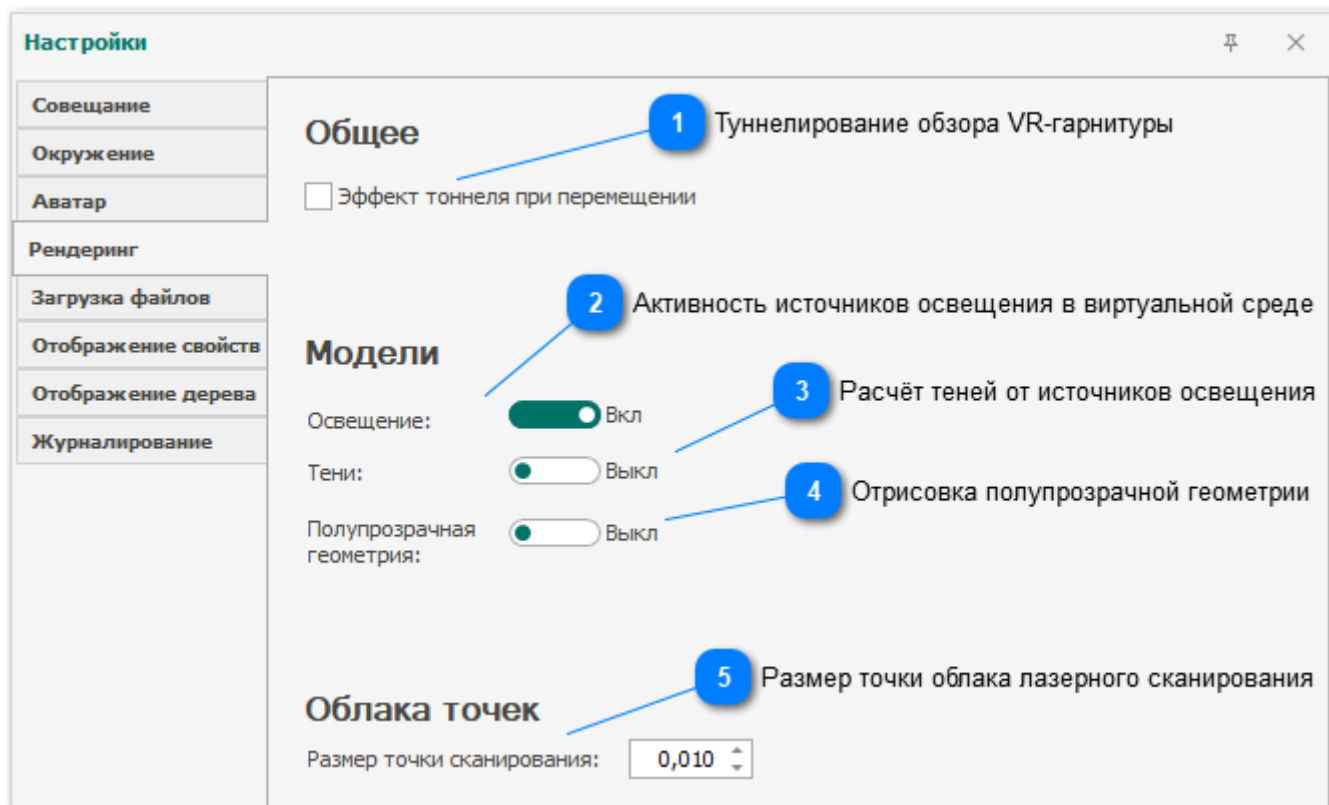 Настройки
Совещание
Окружение
Аватар
Рендеринг
Загрузка файлов
Отображение свойств
Отображение дерева
Журналирование
Общее
1 Туннелирование обзора VR-гарнитуры
Эффект тоннеля при перемещении
2 Активность источников освещения в виртуальной среде
Модели
3 Расчёт теней от источников освещения
Освещение: Вкл
Тени: Выкл
4 Отрисовка полупрозрачной геометрии
Полупрозрачная
геометрия: Выкл
5 Размер точки облака лазерного сканирования
Облака точек
Размер точки сканирования: 0,010